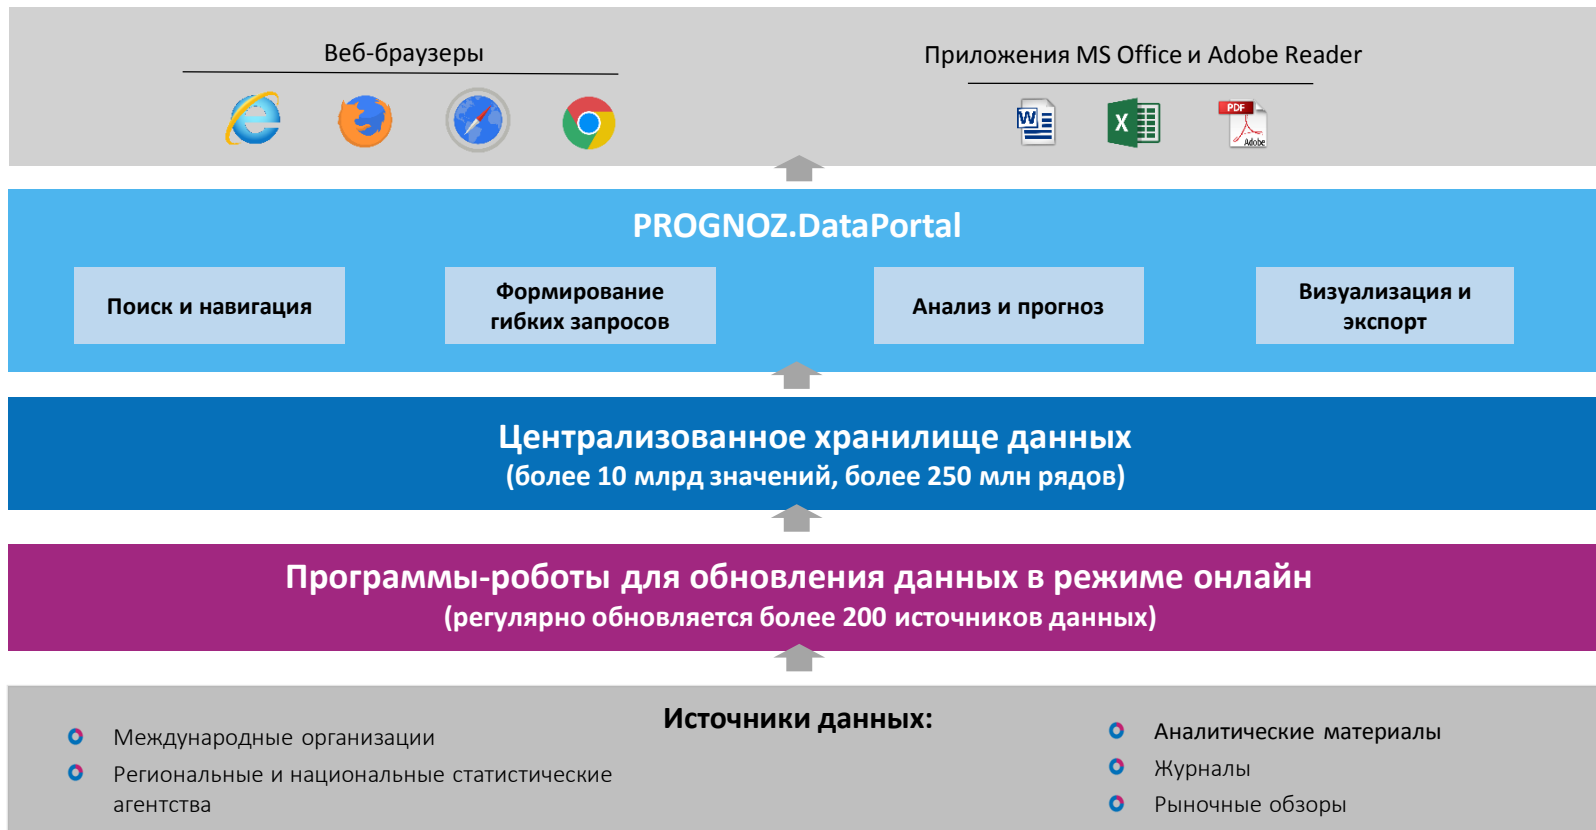 Веб-браузеры
Приложения MS Office и Adobe Reader
W
X
PDF
Adobe
PROGNOZ.DataPortal
Поиск и навигация
Формирование
гибких запросов
Анализ и прогноз
Визуализация и
экспорт
Централизованное хранилище данных
(более 10 млрд значений, более 250 млн рядов)
Программы-роботы для обновления данных в режиме онлайн
(регулярно обновляется более 200 источников данных)
Источники данных:
Международные организации
Региональные и национальные статистические
агентства
Аналитические материалы
Журналы
Рыночные обзоры